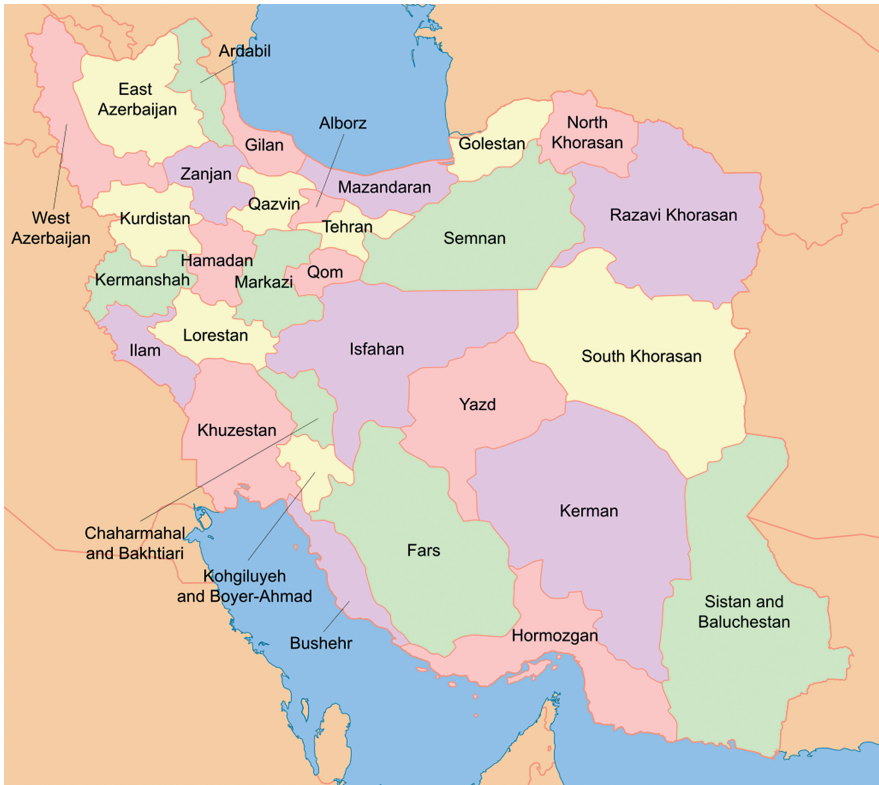 Ardabil
East
Azerbaijan
Alborz
North
Khorasan
Gilan
Golestan
Zanjan
Mazandaran
Qazvin
Razavi Khorasan
West
Azerbaijan
Kurdistan
Tehran
Semnan
Hamadan
Qom
Kermanshah
Markazi
Lorestan
Ilam
Isfahan
South Khorasan
Yazd
Khuzestan
Kerman
Chaharmahal
and Bakhtiari
Fars
Kohgiluyeh
and Boyer-Ahmad
Sistan and
Baluchestan
Hormozgan
Bushehr